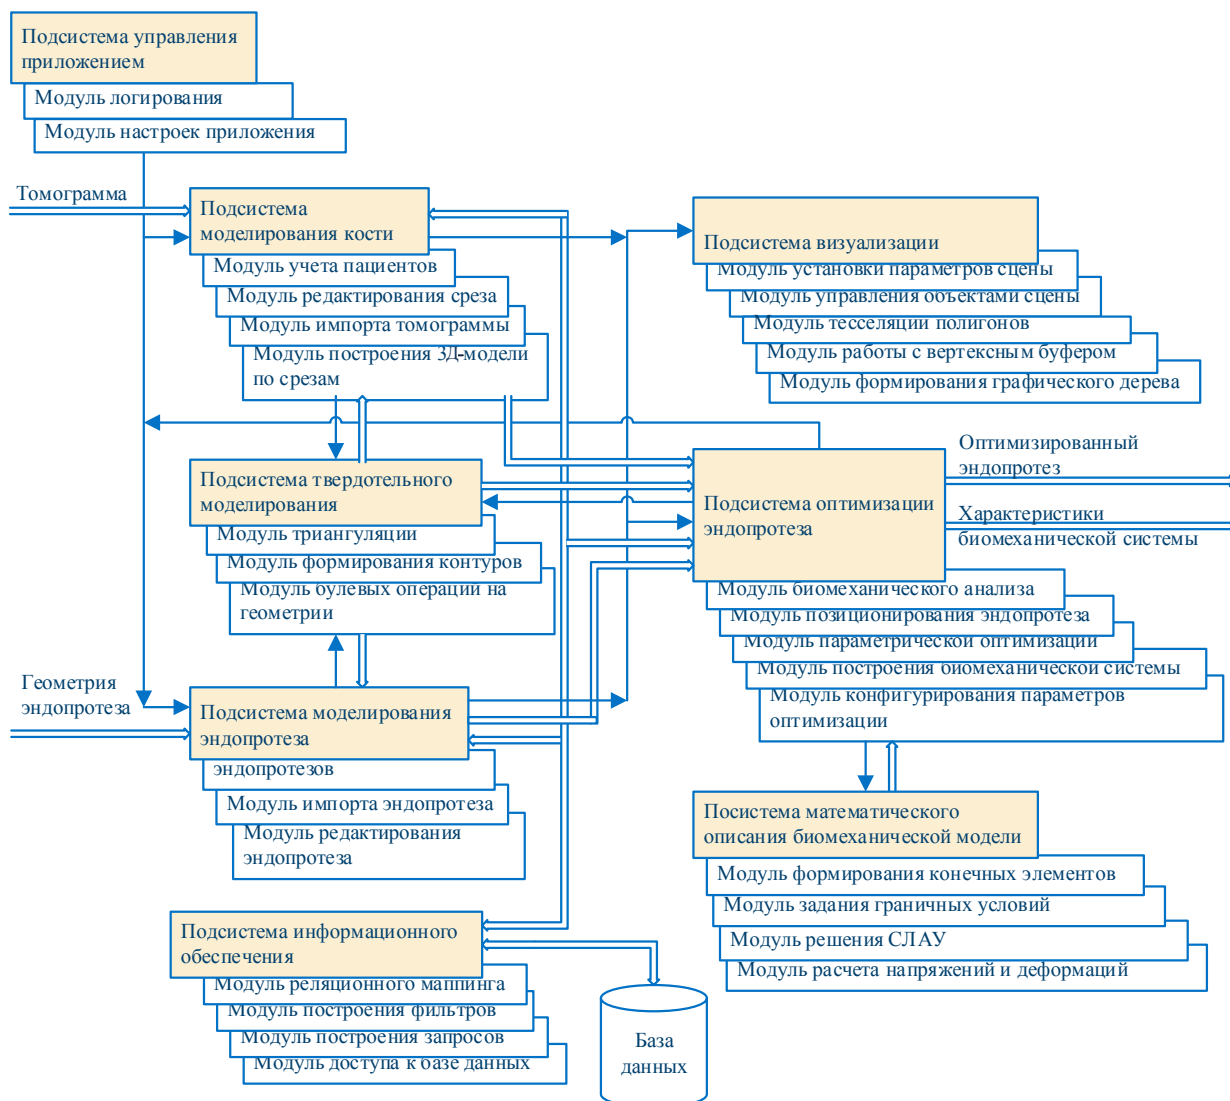 Подсистема управления
приложением
Модуль логирования
Модуль настроек приложения
Томограмма
Подсистема
моделирования кости
Модуль учета пациентов
Модуль редактирования среза
Модуль импорта томограммы
Модуль построения 3Д-модели
по срезам
Подсистема визуализации
Модуль установки параметров сцены
Модуль управления объектами сцены
Модуль тесселяции полигонов
Модуль работы с вертексным буфером
Модуль формирования графического дерева
Подсистема твердотельного
моделирования
Модуль триангуляции
Модуль формирования контуров
Модуль булевых операций на
геометрии
Подсистема оптимизации
эндопротеза
Модуль биомеханического анализа
Модуль позиционирования эндопротеза
Модуль параметрической оптимизации
Модуль построения биомеханической системы
Модуль конфигурирования параметров
оптимизации
Оптимизированный
эндопротез
Характеристики
биомеханической системы
Геометрия
эндопротеза
Подсистема моделирования
эндопротеза
эндопротезов
Модуль импорта эндопротеза
Модуль редактирования
эндопротеза
Посистема математического
описания биомеханической модели
Модуль формирования конечных элементов
Модуль задания граничных условий
Модуль решения СЛАУ
Модуль расчета напряжений и деформаций
Подсистема информационного
обеспечения
Модуль реляционного маппинга
Модуль построения фильтров
Модуль построения запросов
Модуль доступа к базе данных
База
данных